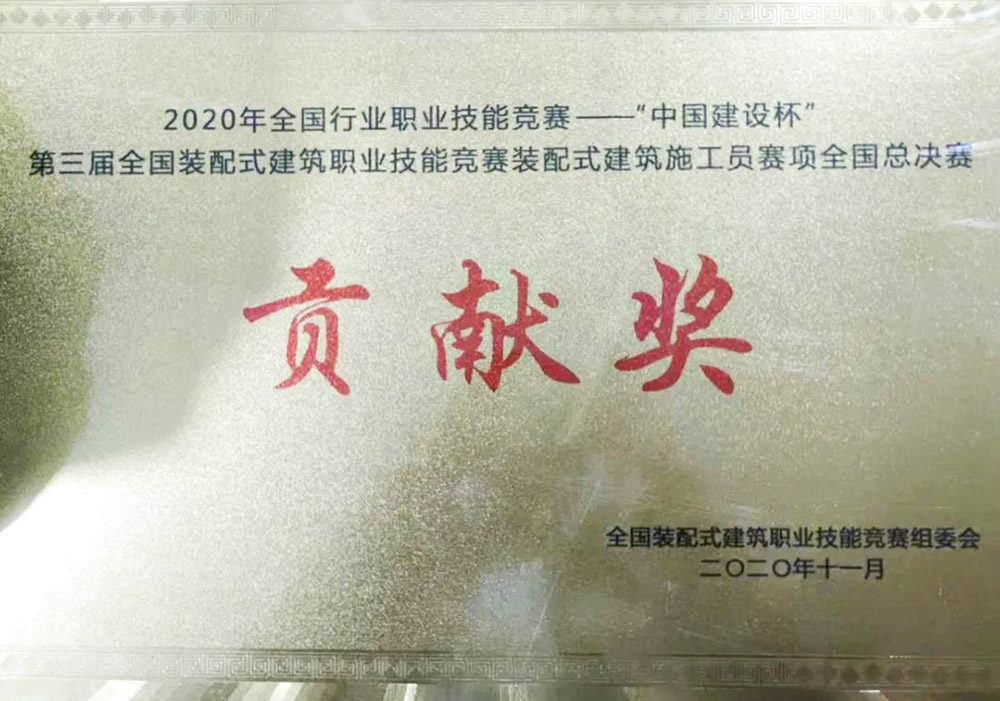 2020年全国行业职业技能竞赛——“中国建设杯”
第三届全国装配式建筑职业技能竞赛装配式建筑施工员赛项全国总决赛
贡献奖
全国装配式建筑职业技能竞赛组委会
二〇二〇年十一月